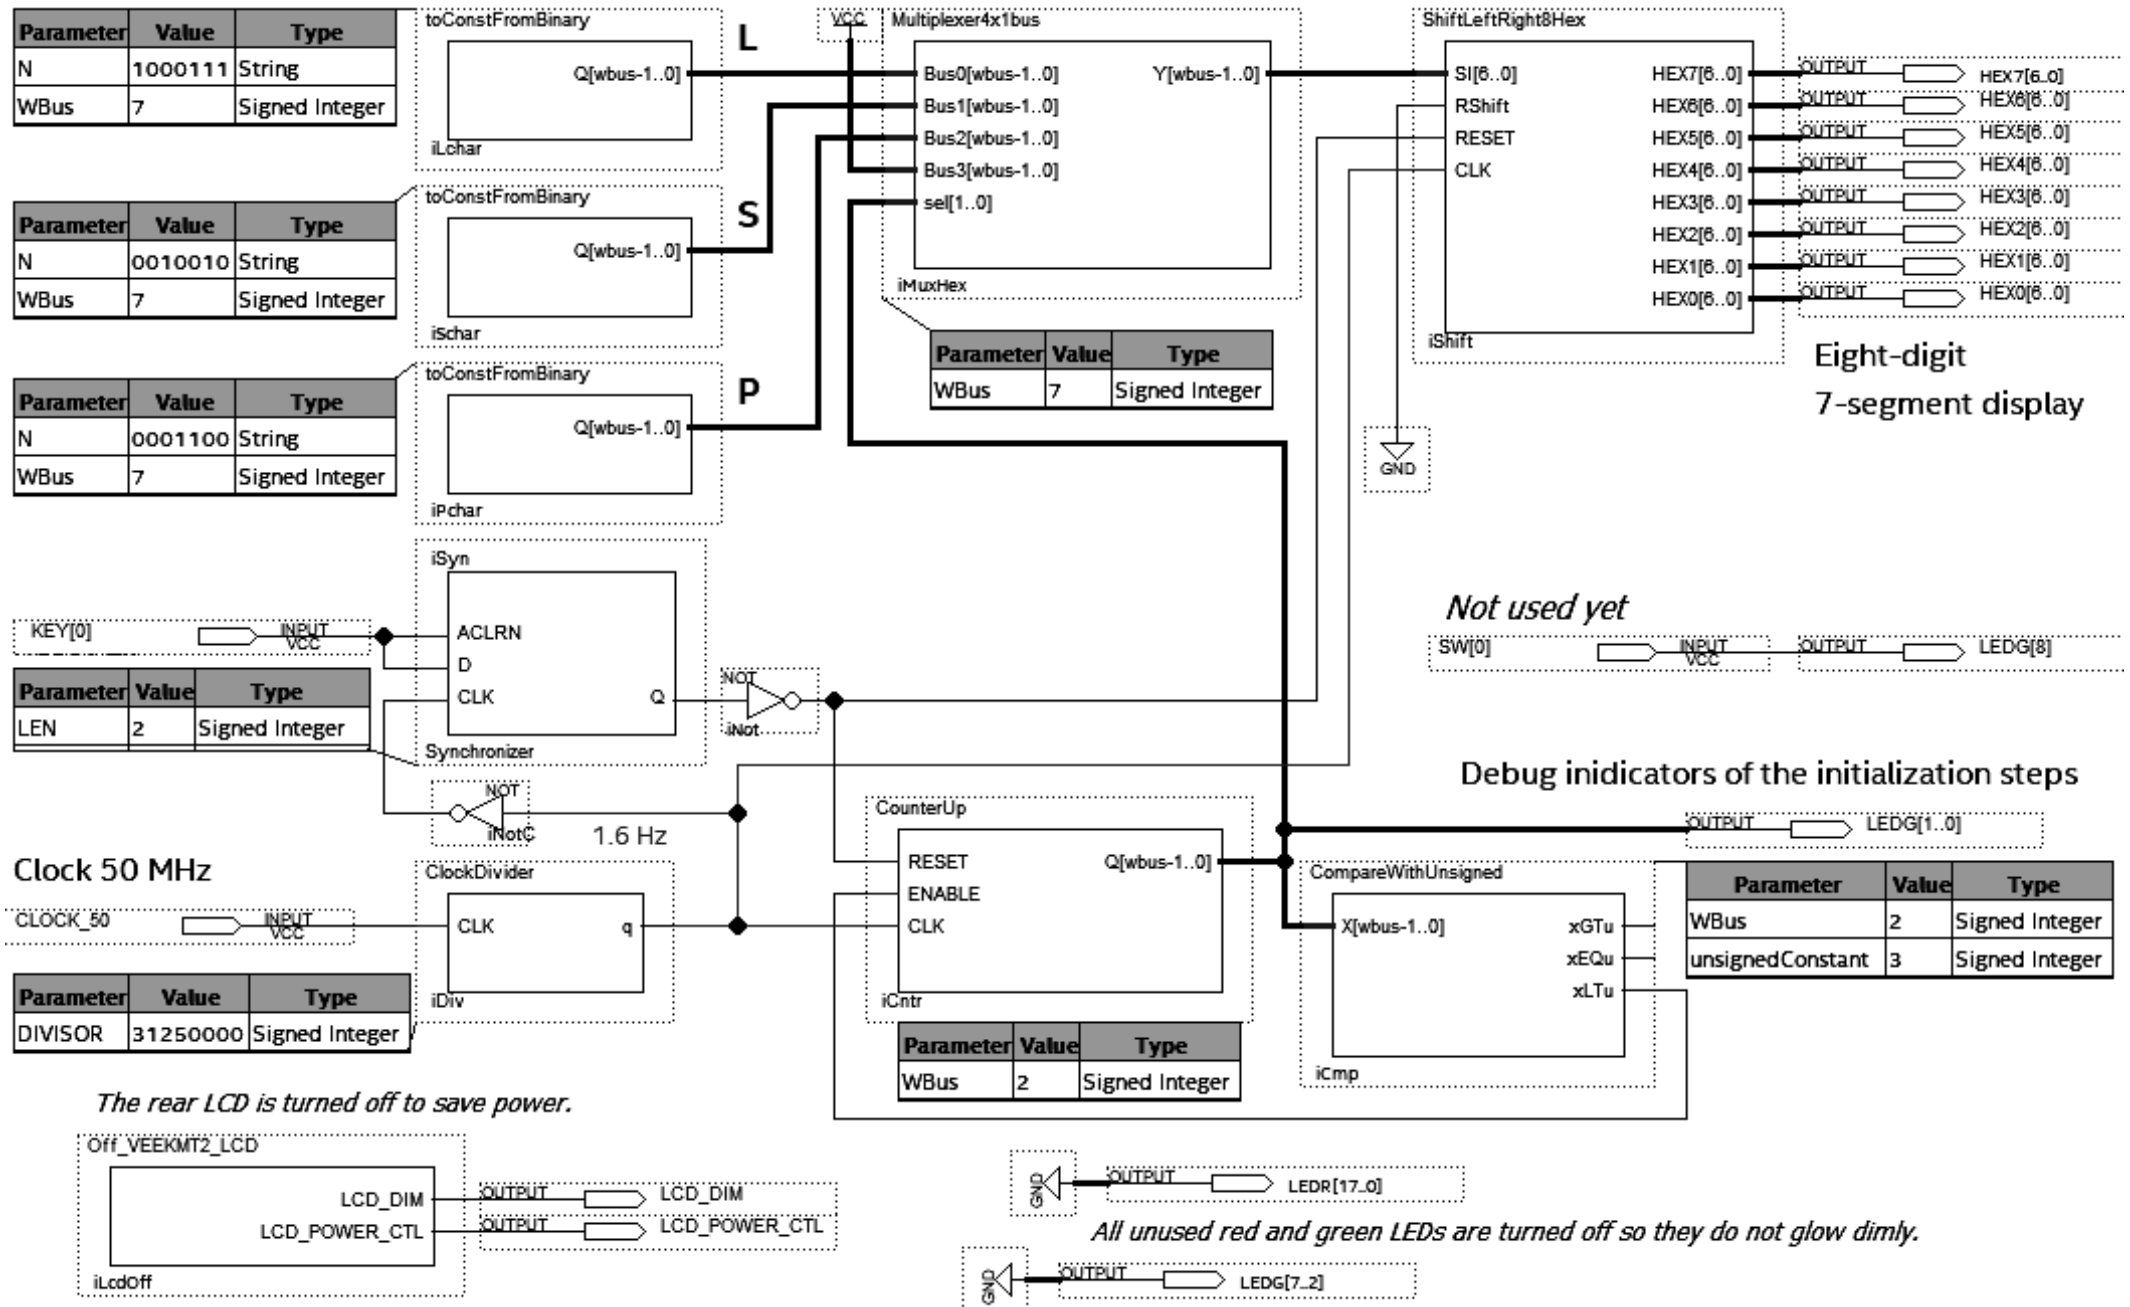 Parameter Value Type
N 1000111 String
WBus 7 Signed Integer
toConstFromBinary
Q[wbus-1..0]
iLchar
L
Parameter Value Type
N 0010010 String
WBus 7 Signed Integer
toConstFromBinary
Q[wbus-1..0]
iSchar
S
Parameter Value Type
N 0001100 String
WBus 7 Signed Integer
toConstFromBinary
Q[wbus-1..0]
iPchar
P
VCC
Multiplexer4x1bus
Bus0[wbus-1..0] Y[wbus-1..0]
Bus1[wbus-1..0]
Bus2[wbus-1..0]
Bus3[wbus-1..0]
sel[1..0]
iMuxHex
Parameter Value Type
WBus 7 Signed Integer
ShiftLeftRight8Hex
SI[6..0] HEX7[6..0]
RShift HEX6[6..0]
RESET HEX5[6..0]
CLK HEX4[6..0]
HEX3[6..0]
HEX2[6..0]
HEX1[6..0]
HEX0[6..0]
iShift
OUTPUT HEX7[6..0]
OUTPUT HEX6[6..0]
OUTPUT HEX5[6..0]
OUTPUT HEX4[6..0]
OUTPUT HEX3[6..0]
OUTPUT HEX2[6..0]
OUTPUT HEX1[6..0]
OUTPUT HEX0[6..0]
Eight-digit
7-segment display
GND
KEY[0] INPUT
VCC
Parameter Value Type
LEN 2 Signed Integer
iSyn
ACLRN
D
CLK Q
Synchronizer
NOT
iNot
NOT
iNotC
1.6 Hz
Not used yet
SW[0] INPUT
VCC
OUTPUT LEDG[8]
Debug inidicators of the initialization steps
OUTPUT LEDG[1..0]
Clock 50 MHz
CLOCK_50 INPUT
VCC
Parameter Value Type
DIVISOR 31250000 Signed Integer
ClockDivider
CLK q
iDiv
CounterUp
RESET Q[wbus-1..0]
ENABLE
CLK
iCntr
Parameter Value Type
WBus 2 Signed Integer
CompareWithUnsigned
X[wbus-1..0] xGTu
xEQu
xLTu
iCmp
Parameter Value Type
WBus 2 Signed Integer
unsignedConstant 3 Signed Integer
The rear LCD is turned off to save power.
Off_VEEKMT2_LCD
LCD_DIM
LCD_POWER_CTL
iLcdOff
OUTPUT LCD_DIM
OUTPUT LCD_POWER_CTL
GND OUTPUT LEDR[17..0]
All unused red and green LEDs are turned off so they do not glow dimly.
GND OUTPUT LEDG[7..2]